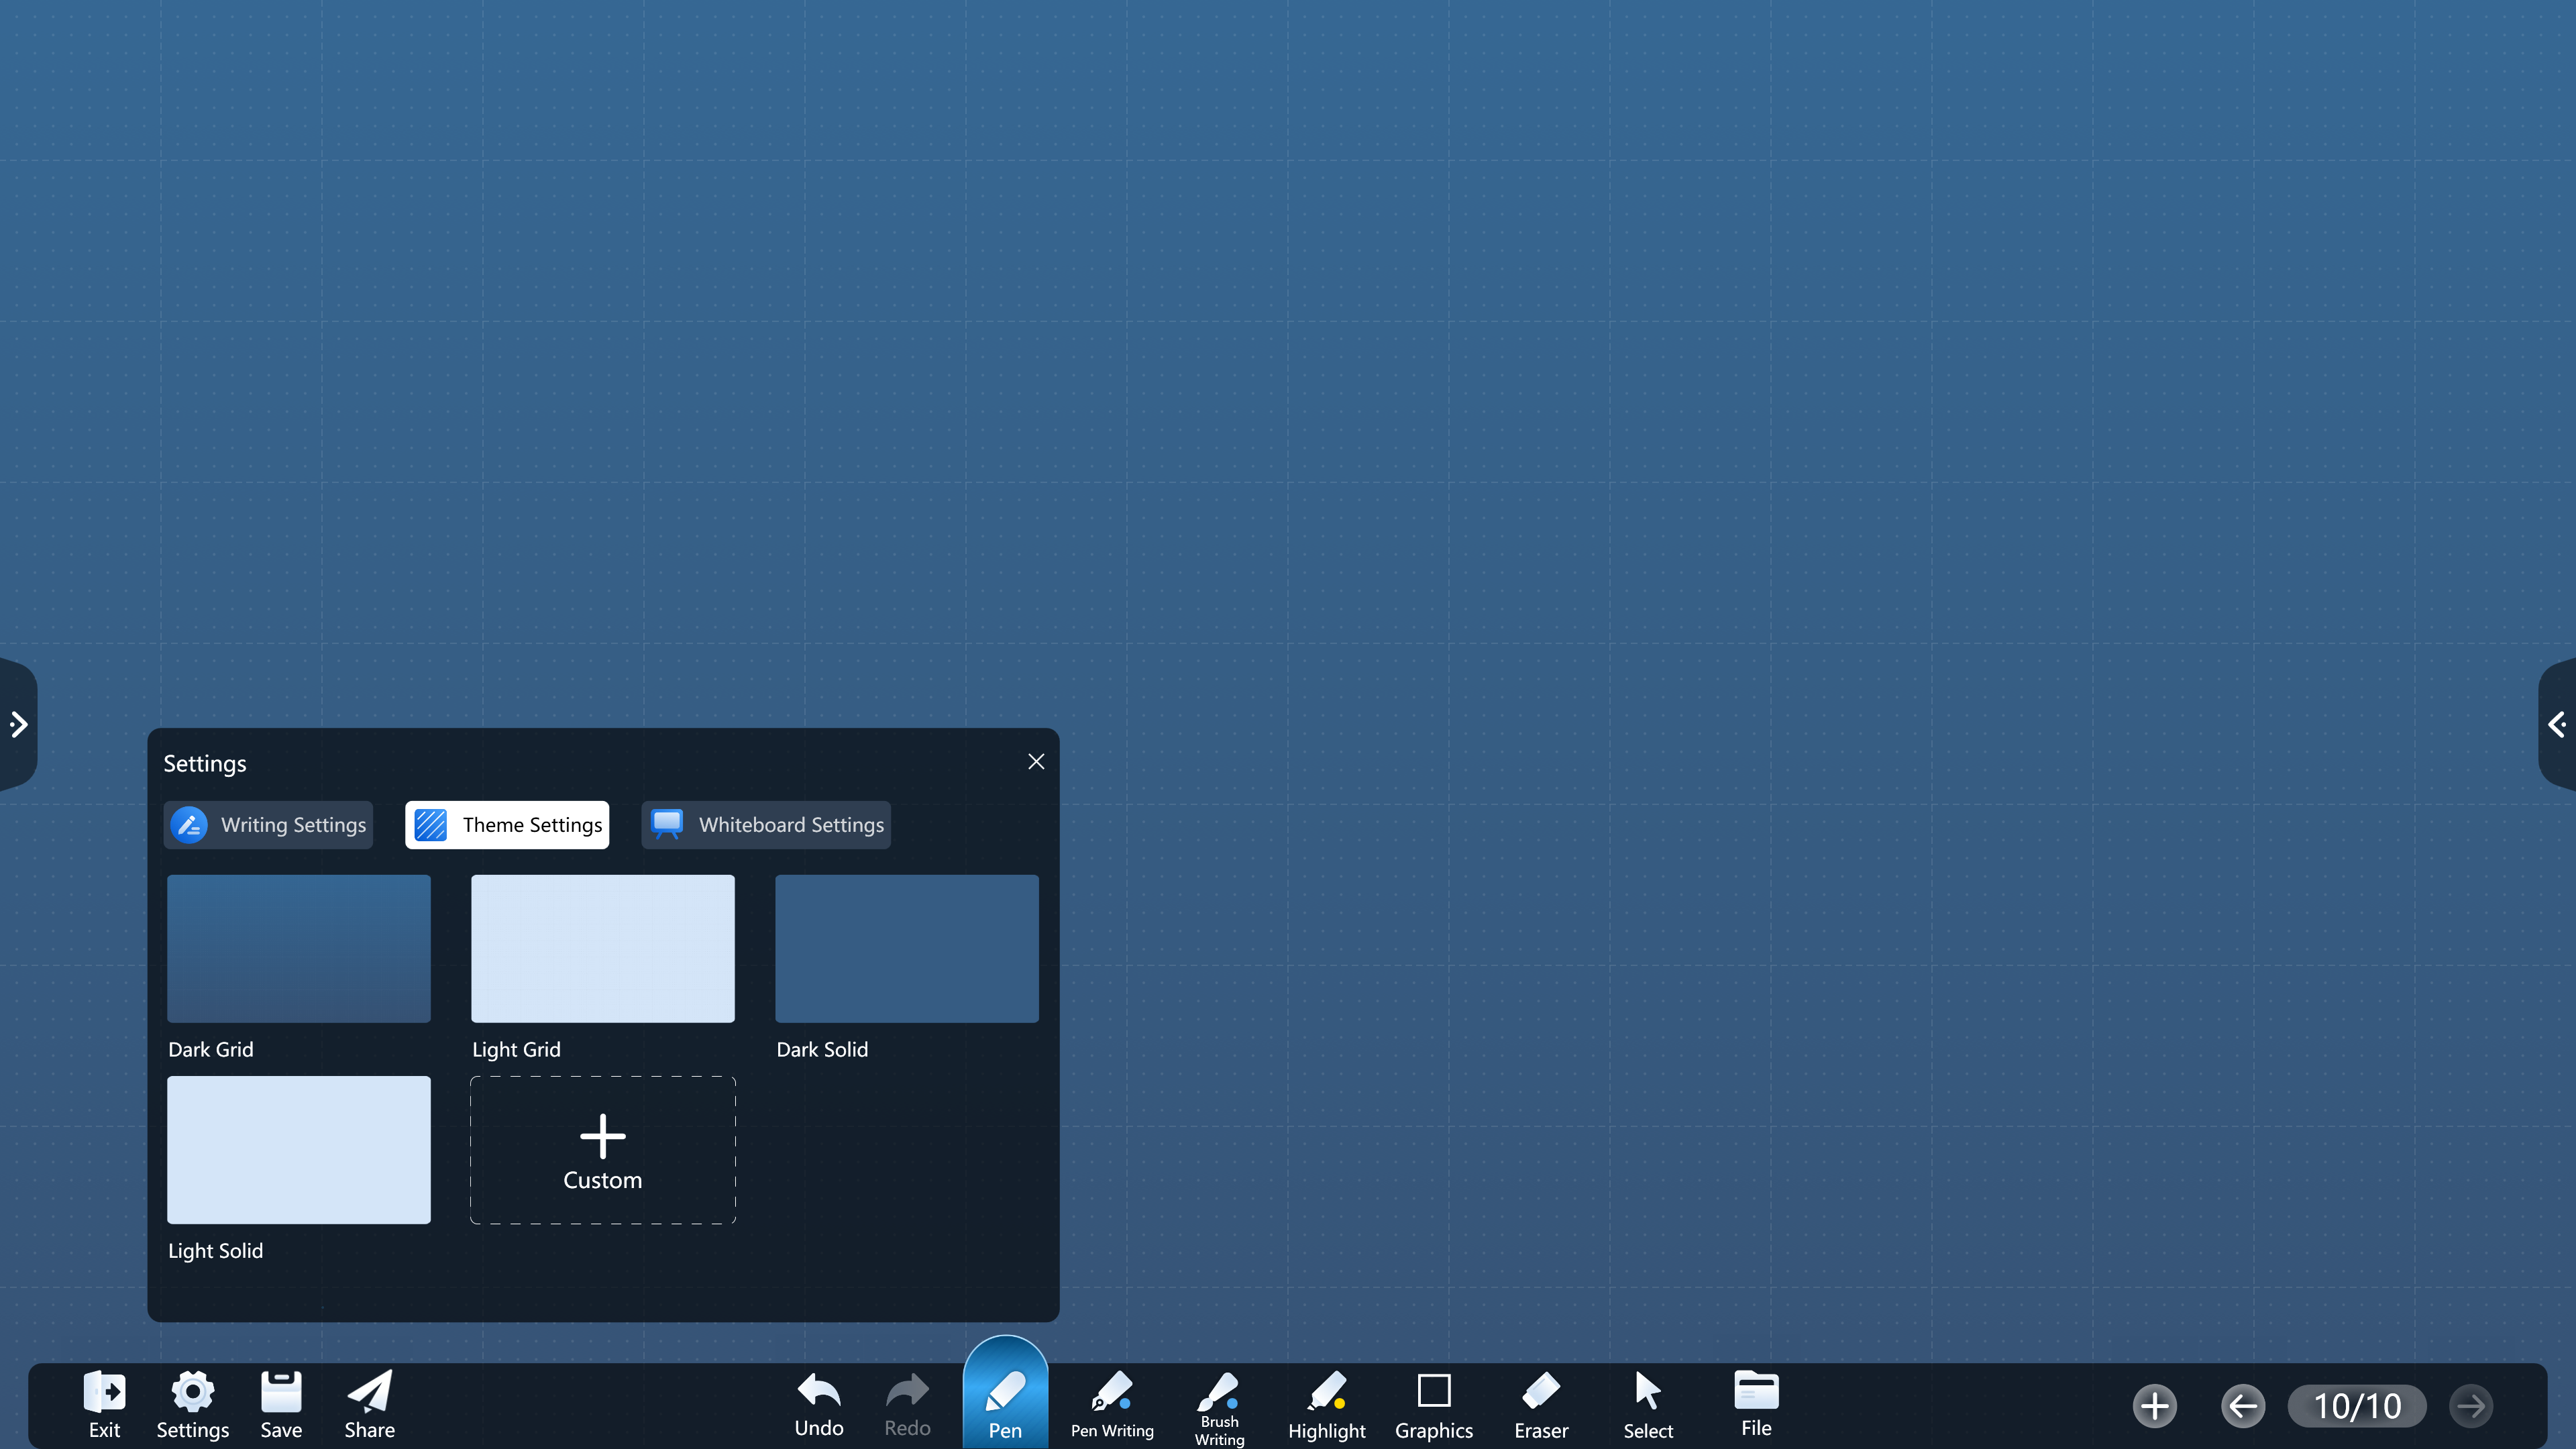 Settings
Writing Settings
Theme Settings
Whiteboard Settings
Dark Grid
Light Grid
Dark Solid
Custom
Light Solid
Exit
Settings
Save
Share
Undo
Redo
Pen
Pen Writing
Brush
Writing
Highlight
Graphics
Eraser
Select
File
10/10